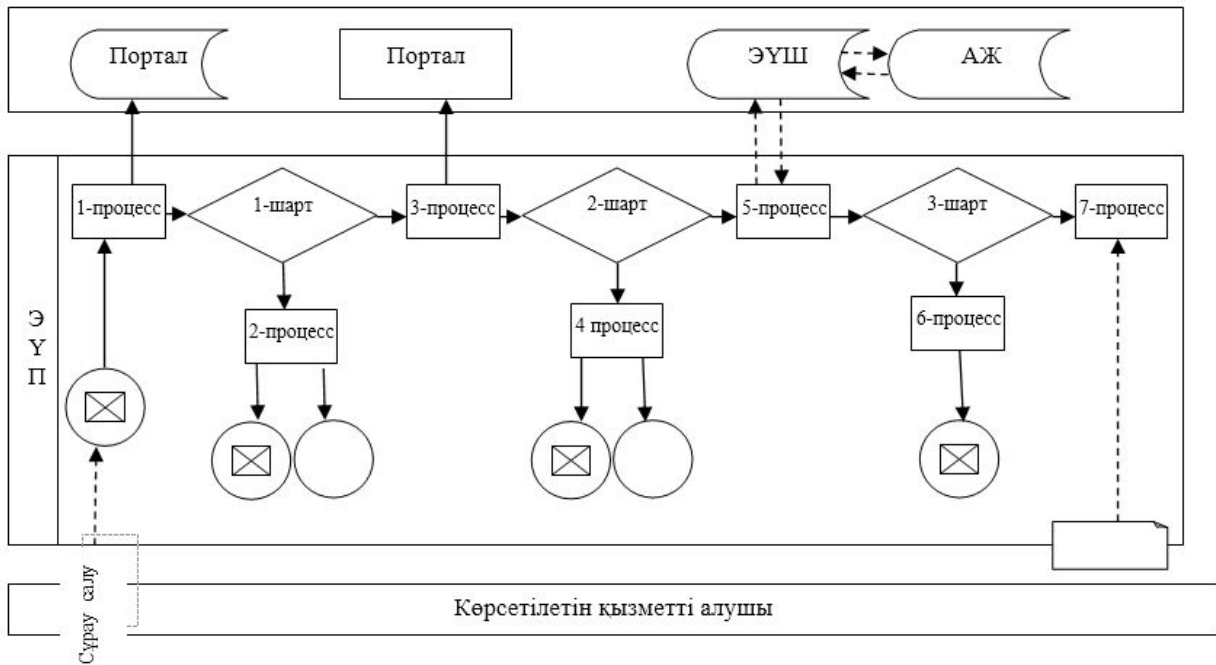 Портал
Портал
ЭҮШ
АЖ
1-процесс
1-шарт
3-процесс
2-шарт
5-процесс
3-шарт
7-процесс
2-процесс
4 процесс
6-процесс
Э
Ү
П
Сұрау салу
Көрсетілетін қызметті алушы